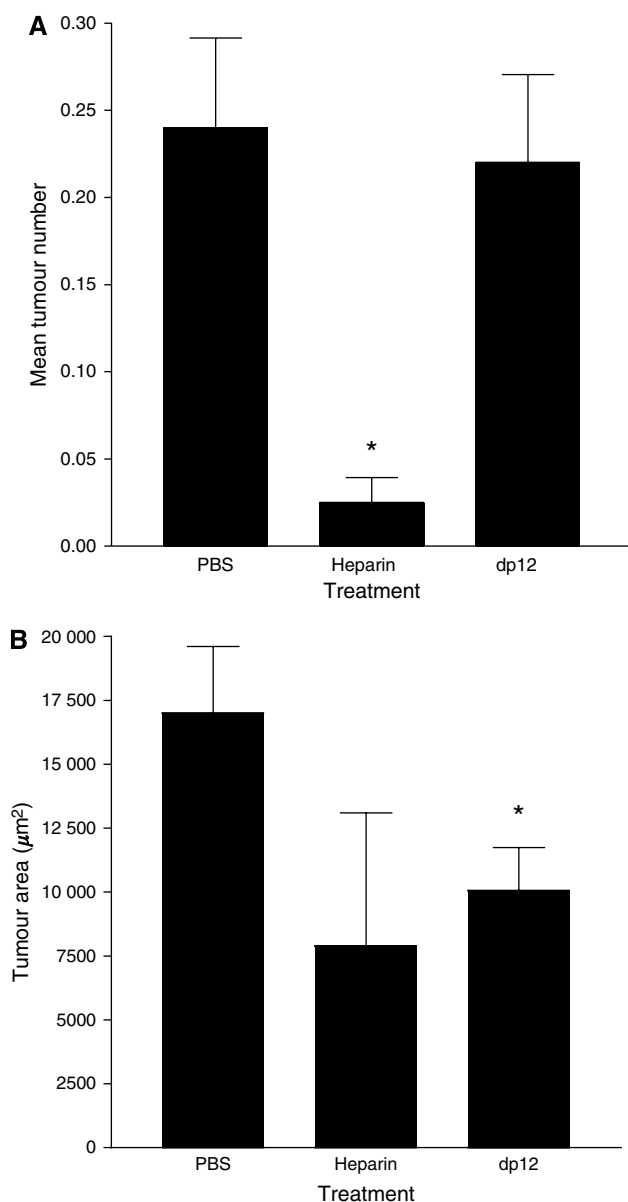 A
0.30
0.25
0.20
0.15
0.10
0.05
0.00
Mean tumour number
*
PBS Heparin dp12
Treatment
B
20 000
17 500
15 000
12 500
10 000
7500
5000
2500
0
Tumour area (μm²)
*
PBS Heparin dp12
Treatment